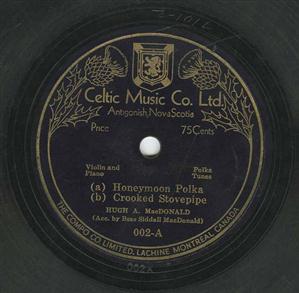 Celtic Music Co. Ltd.
Antigonish, Nova Scotia
Price 75 Cents
Violin and Piano
Polka Tunes
(a) Honeymoon Polka
(b) Crooked Stovepipe
HUGH A. MacDONALD
(Acc. by Bess Siddall MacDonald)
002-A
THE COMPO CO LIMITED, LACHINE MONTREAL CANADA
002A